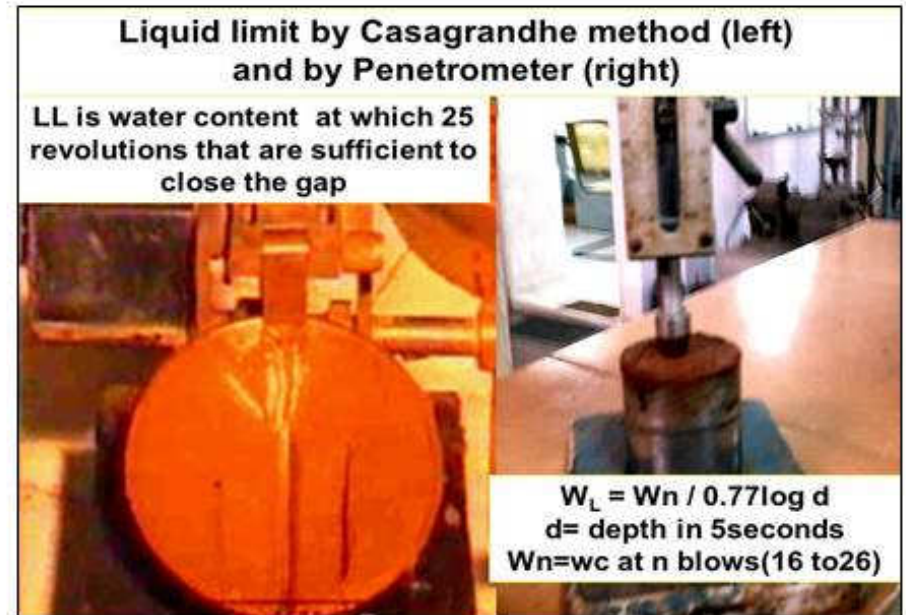 Liquid limit by Casagrandhe method (left)
and by Penetrometer (right)
LL is water content at which 25
revolutions that are sufficient to
close the gap
W_L = Wn / 0.77log d
d= depth in 5seconds
Wn=wc at n blows(16 to26)